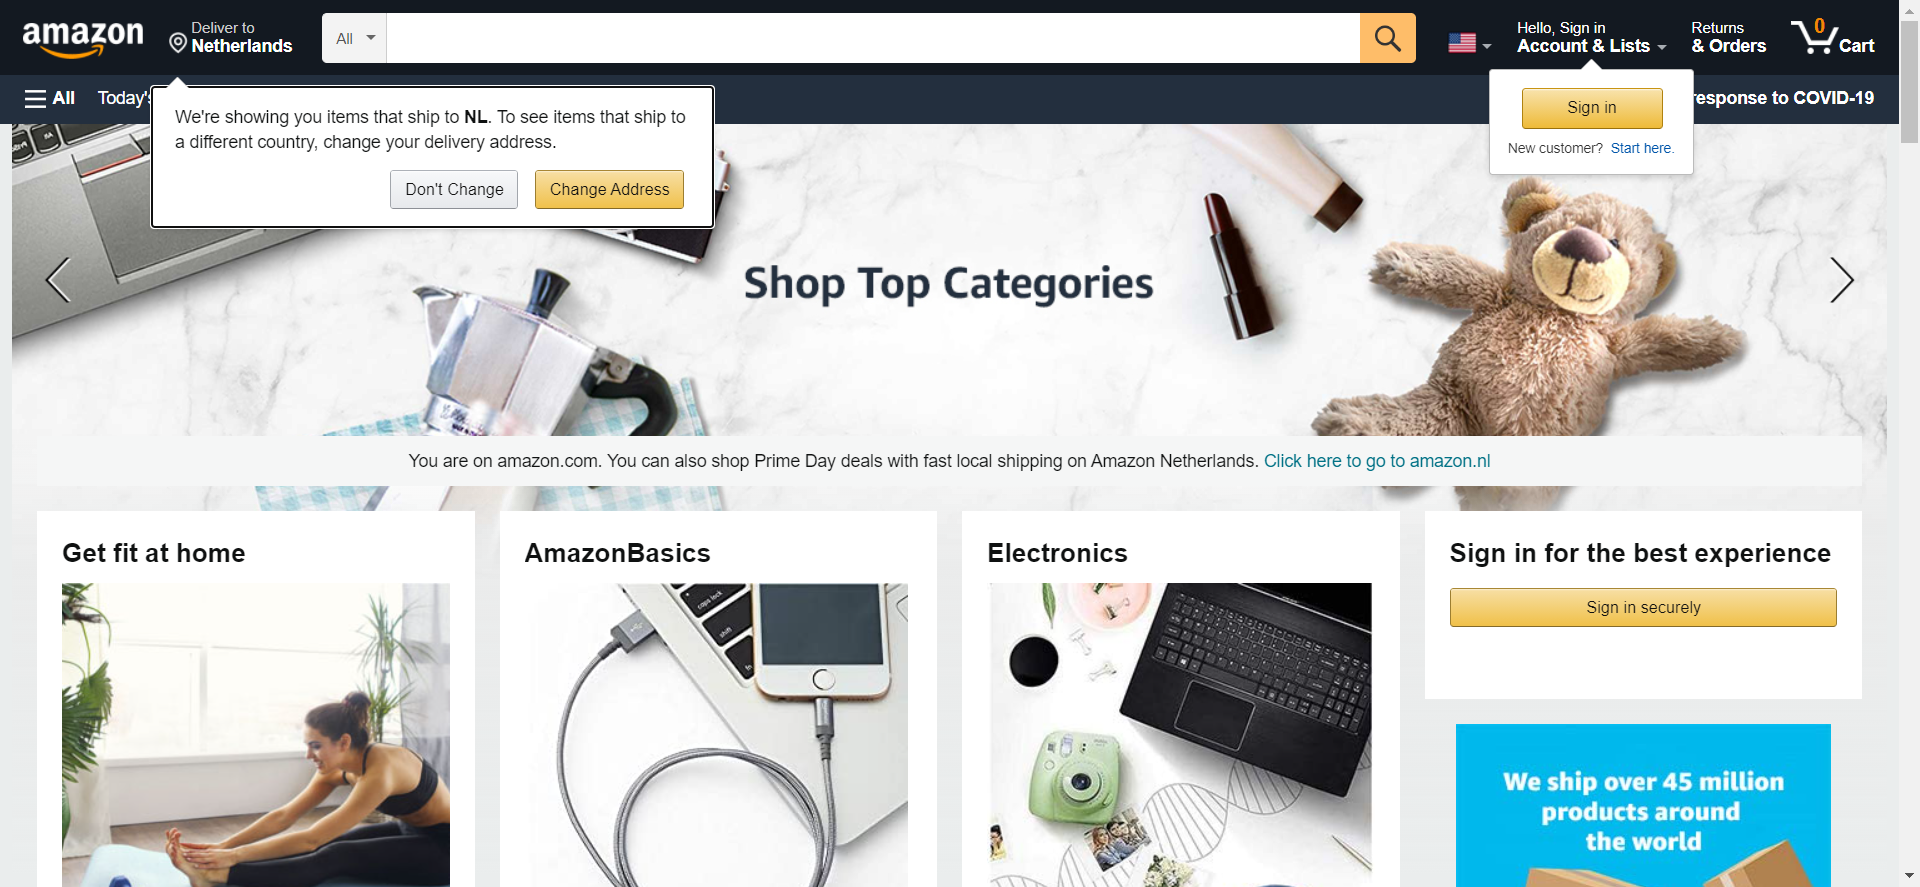 amazon
Deliver to
Netherlands
All
Hello, Sign in
Account & Lists
Returns
& Orders
0
Cart
All
Today's
response to COVID-19
We're showing you items that ship to NL. To see items that ship to
a different country, change your delivery address.
Don't Change
Change Address
Sign in
New customer? Start here.
Shop Top Categories
You are on amazon.com. You can also shop Prime Day deals with fast local shipping on Amazon Netherlands. Click here to go to amazon.nl
Get fit at home
AmazonBasics
caps lock
shift
fn
Electronics
Sign in for the best experience
Sign in securely
We ship over 45 million
products around
the world